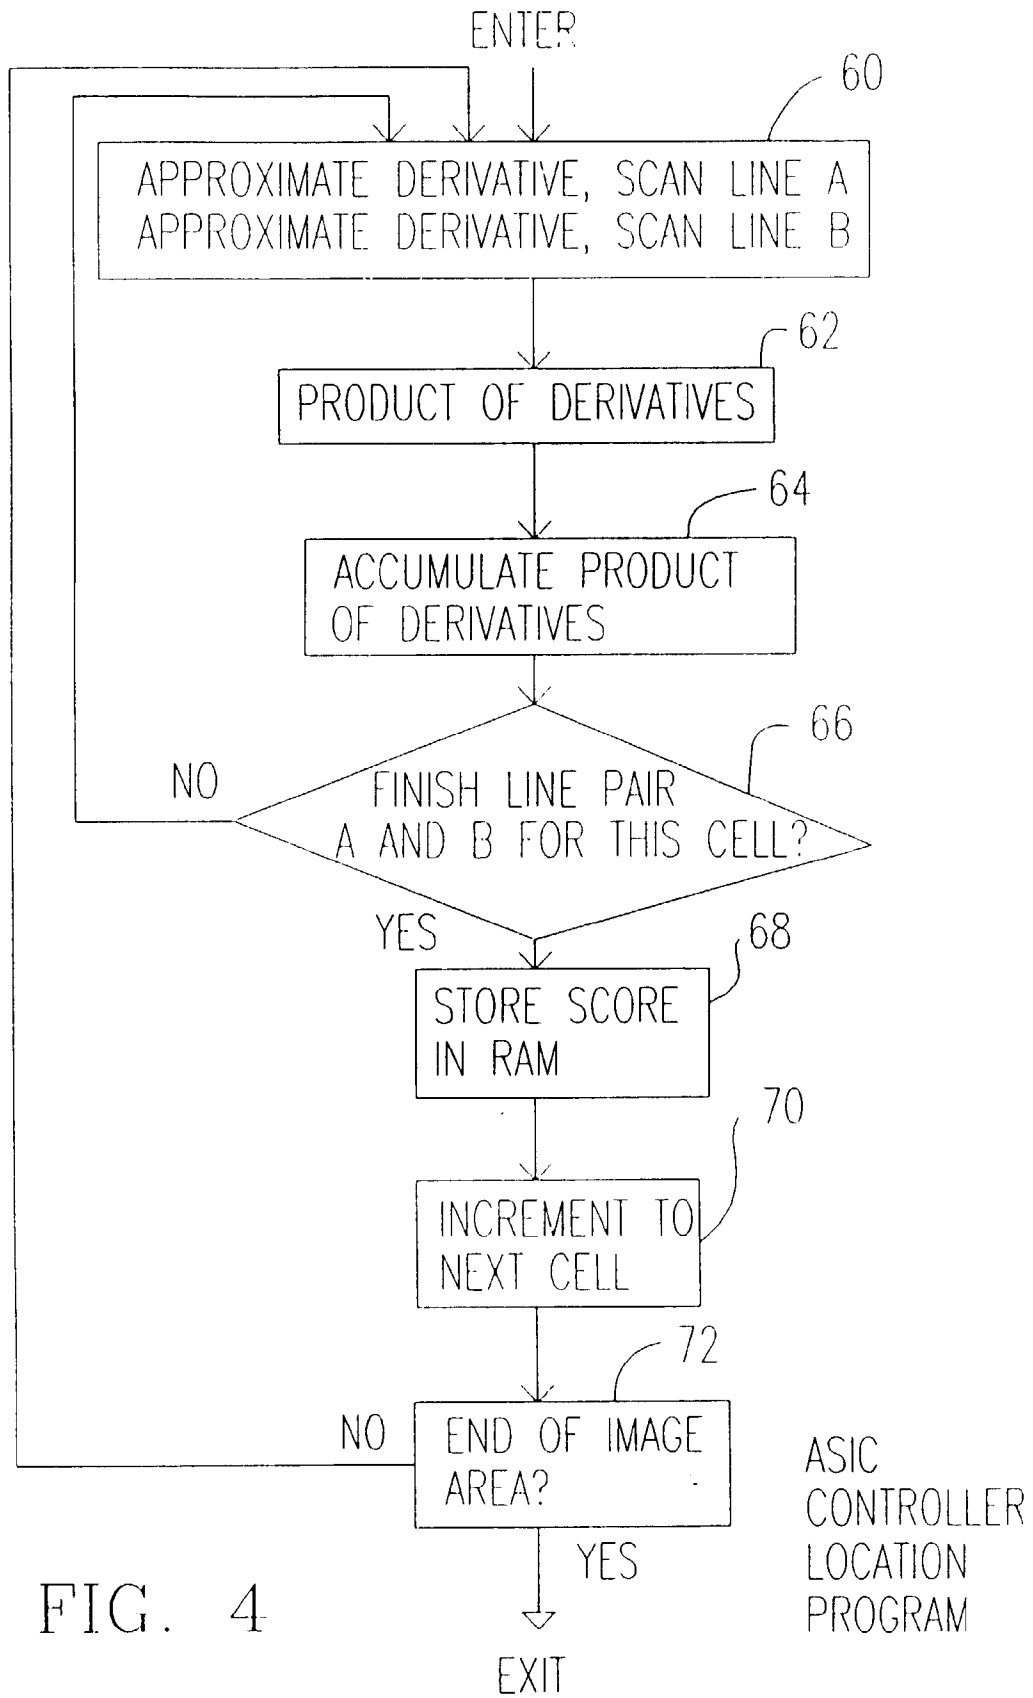 ENTER
60
APPROXIMATE DERIVATIVE, SCAN LINE A
APPROXIMATE DERIVATIVE, SCAN LINE B
62
PRODUCT OF DERIVATIVES
64
ACCUMULATE PRODUCT
OF DERIVATIVES
66
NO
FINISH LINE PAIR
A AND B FOR THIS CELL?
YES
68
STORE SCORE
IN RAM
70
INCREMENT TO
NEXT CELL
72
NO
END OF IMAGE
AREA?
YES
EXIT
ASIC
CONTROLLER
LOCATION
PROGRAM
FIG. 4